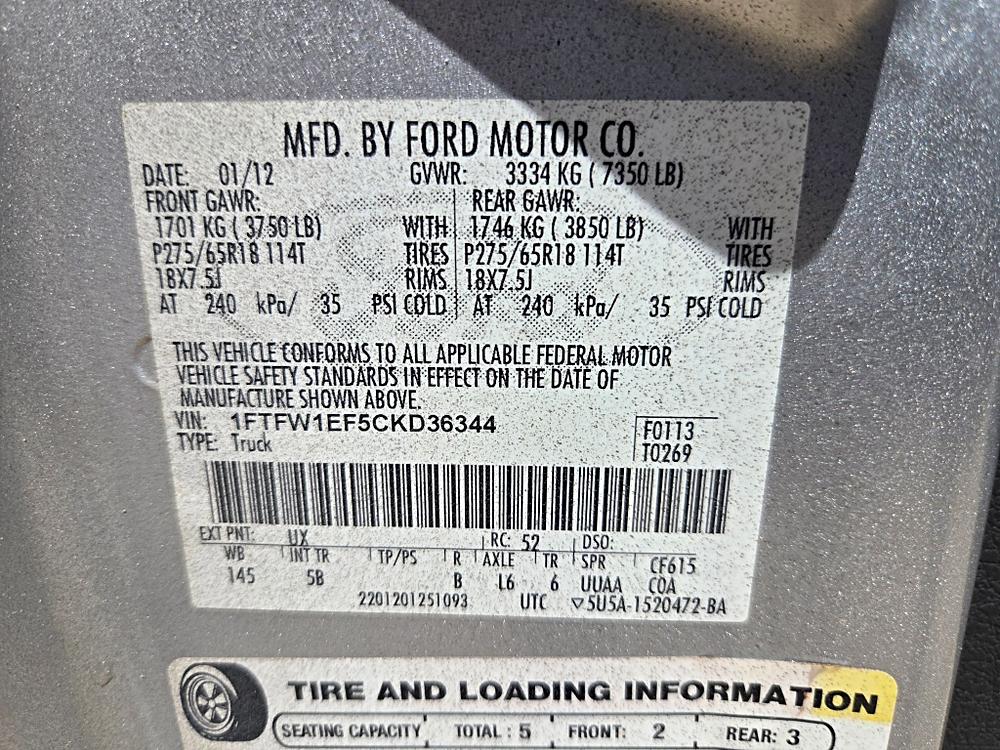 MFD. BY FORD MOTOR CO.
DATE: 01/12 GVWR: 3334 KG ( 7350 LB)
FRONT GAWR: REAR GAWR:
1701 KG ( 3750 LB) WITH 1746 KG ( 3850 LB) WITH
P275/65R18 114T TIRES P275/65R18 114T TIRES
18X7.5J RIMS 18X7.5J RIMS
AT 240 kPa/ 35 PSI COLD AT 240 kPa/ 35 PSI COLD
THIS VEHICLE CONFORMS TO ALL APPLICABLE FEDERAL MOTOR
VEHICLE SAFETY STANDARDS IN EFFECT ON THE DATE OF
MANUFACTURE SHOWN ABOVE.
VIN: 1FTFW1EF5CKD36344 F0113
TYPE: Truck T0269
EXT PNT: UX RC: 52 DSO:
WB INT TR TP/PS R AXLE TR SPR CF615
145 5B B L6 6 UUAA COA
2201201251093 UTC ▽5U5A-1520472-BA
TIRE AND LOADING INFORMATION
SEATING CAPACITY TOTAL : 5 FRONT: 2 REAR: 3